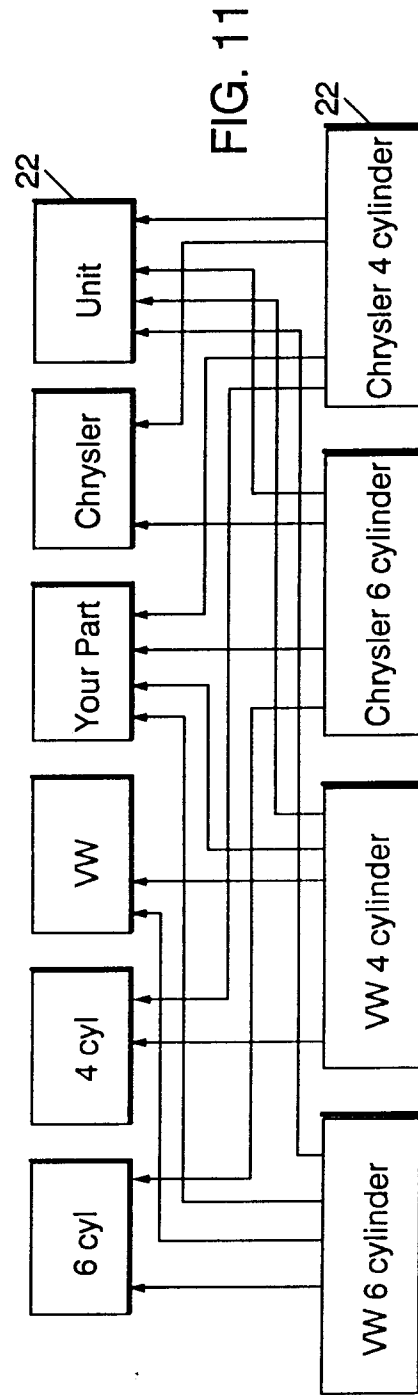 22
6 cyl
4 cyl
VW
Your Part
Chrysler
Unit
FIG. 11
22
VW 6 cylinder
VW 4 cylinder
Chrysler 6 cylinder
Chrysler 4 cylinder